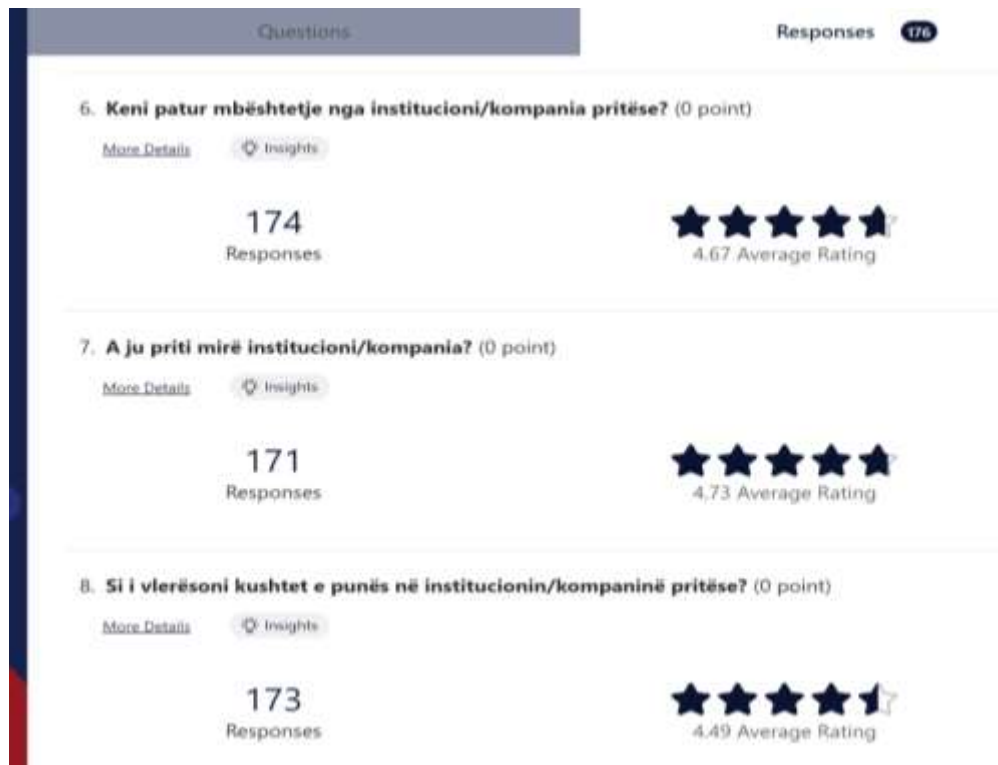 Questions
Responses 176
6. Keni patur mbështetje nga institucioni/kompania pritëse? (0 point)
More Details Insights
174
Responses
4.67 Average Rating
7. A ju priti mirë institucioni/kompania? (0 point)
More Details Insights
171
Responses
4.73 Average Rating
8. Si i vlerësoni kushtet e punës në institucionin/kompaninë pritëse? (0 point)
More Details Insights
173
Responses
4.49 Average Rating